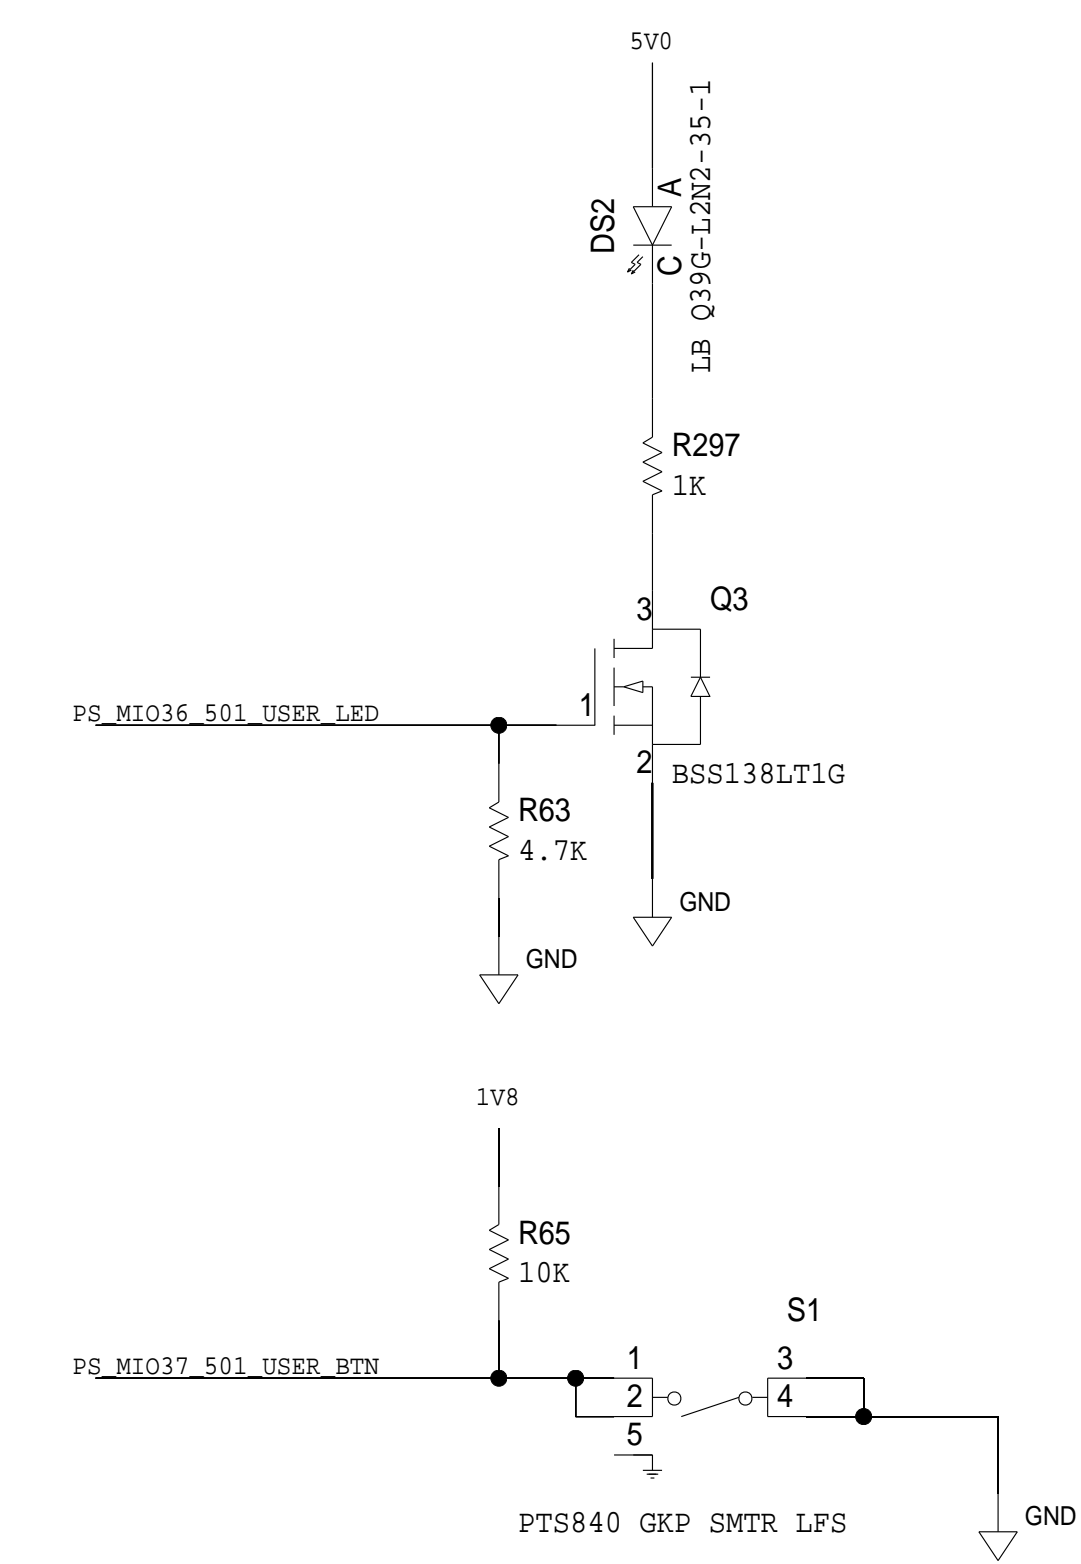 5V0
A
DS2
C
LB Q39G-L2N2-35-1
R297
1K
3
Q3
1
PS_MIO36_501_USER_LED
2
BSS138LT1G
R63
4.7K
GND
GND
1V8
R65
10K
S1
PS_MIO37_501_USER_BTN
1
3
2
4
5
PTS840 GKP SMTR LFS
GND